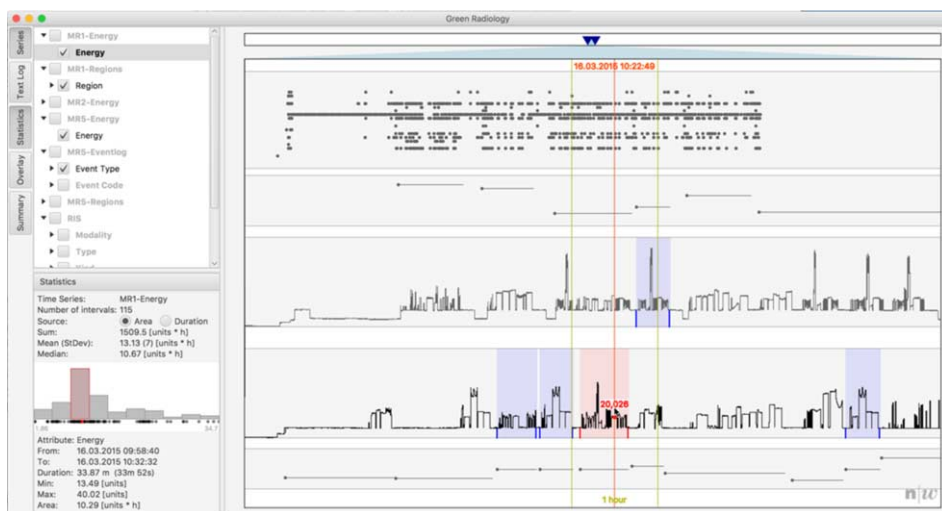 Green Radiology
Series
Text Log
Statistics
Overlay
Summary
MR1-Energy
Energy
MR1-Regions
Region
MR2-Energy
MR5-Energy
Energy
MR5-Eventlog
Event Type
Event Code
MR5-Regions
RIS
Modality
Type
Statistics
Time Series: MR1-Energy
Number of intervals: 115
Source: Area Duration
Sum: 1509.5 [units * h]
Mean (StDev): 13.13 (7) [units * h]
Median: 10.67 [units * h]
34.7
Attribute: Energy
From: 16.03.2015 09:58:40
To: 16.03.2015 10:32:32
Duration: 33.87 m (33m 52s)
Min: 13.49 [units]
Max: 40.02 [units]
Area: 10.29 [units * h]
16.03.2015 10:22:49
20,026
1 hour
n|w